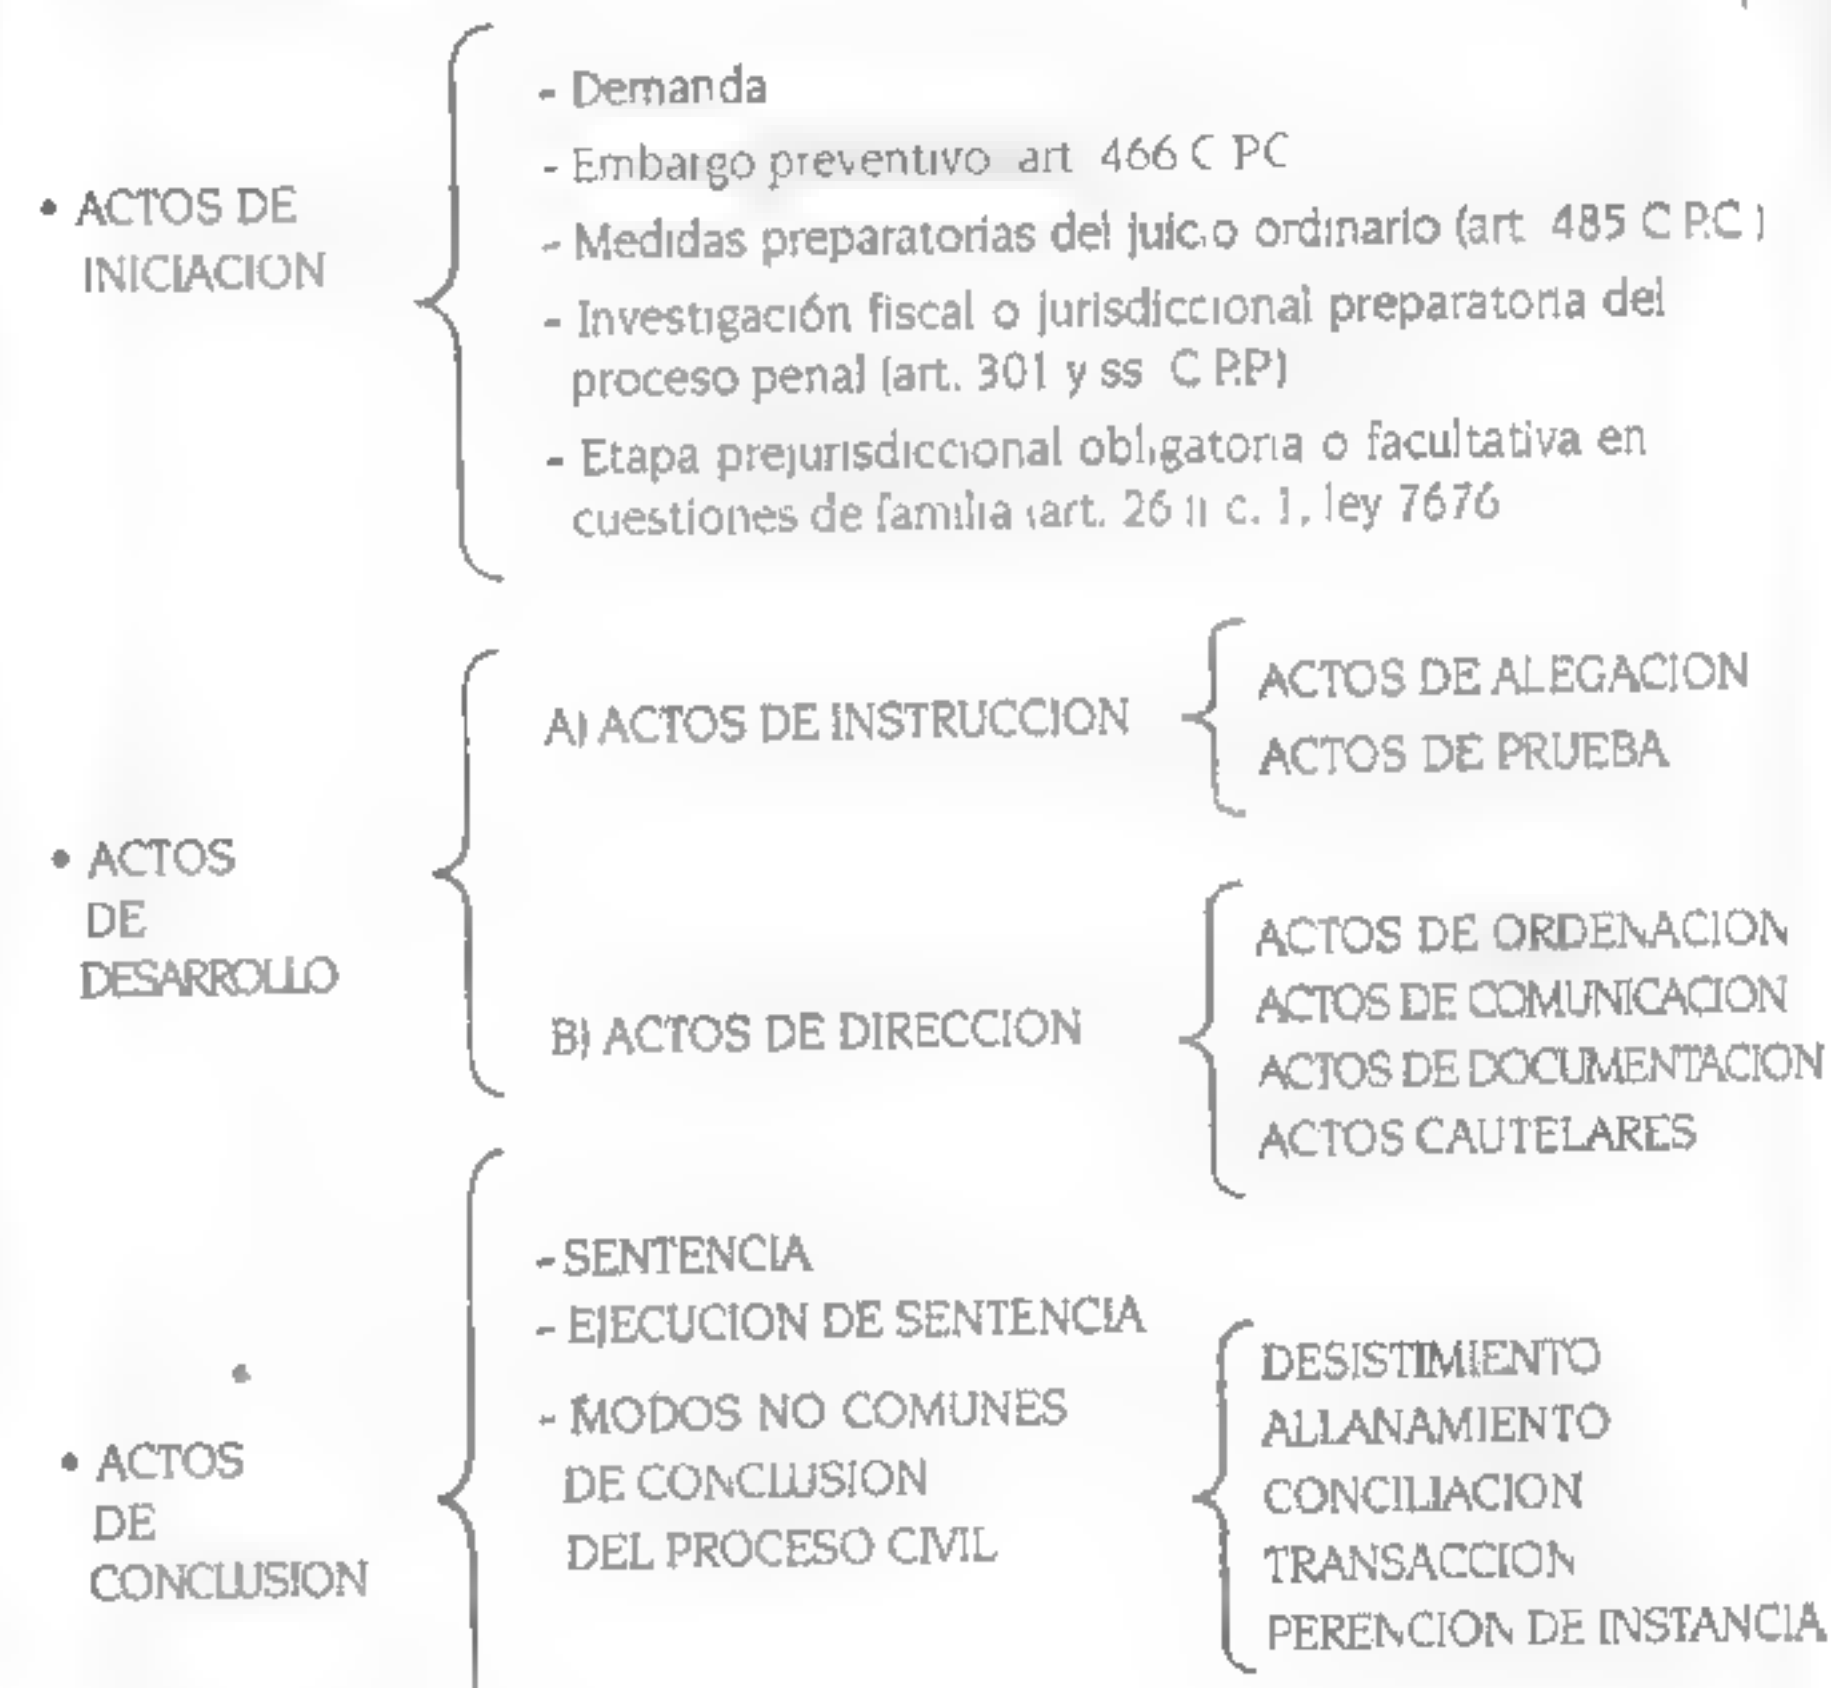 • ACTOS DE
INICIACION
- Demanda
- Embargo preventivo art 466 C PC
- Medidas preparatorias del juicio ordinario (art 485 C P.C )
- Investigación fiscal o jurisdiccional preparatoria del
proceso penal (art. 301 y ss C P.P)
- Etapa prejurisdiccional obligatoria o facultativa en
cuestiones de familia (art. 26 c. 1, ley 7676
• ACTOS
DE
DESARROLLO
A) ACTOS DE INSTRUCCION
ACTOS DE ALEGACION
ACTOS DE PRUEBA
B) ACTOS DE DIRECCION
ACTOS DE ORDENACION
ACTOS DE COMUNICACION
ACTOS DE DOCUMENTACION
ACTOS CAUTELARES
• ACTOS
DE
CONCLUSION
- SENTENCIA
- EJECUCION DE SENTENCIA
- MODOS NO COMUNES
DE CONCLUSION
DEL PROCESO CIVIL
DESISTIMIENTO
ALLANAMIENTO
CONCILIACION
TRANSACCION
PERENCION DE INSTANCIA